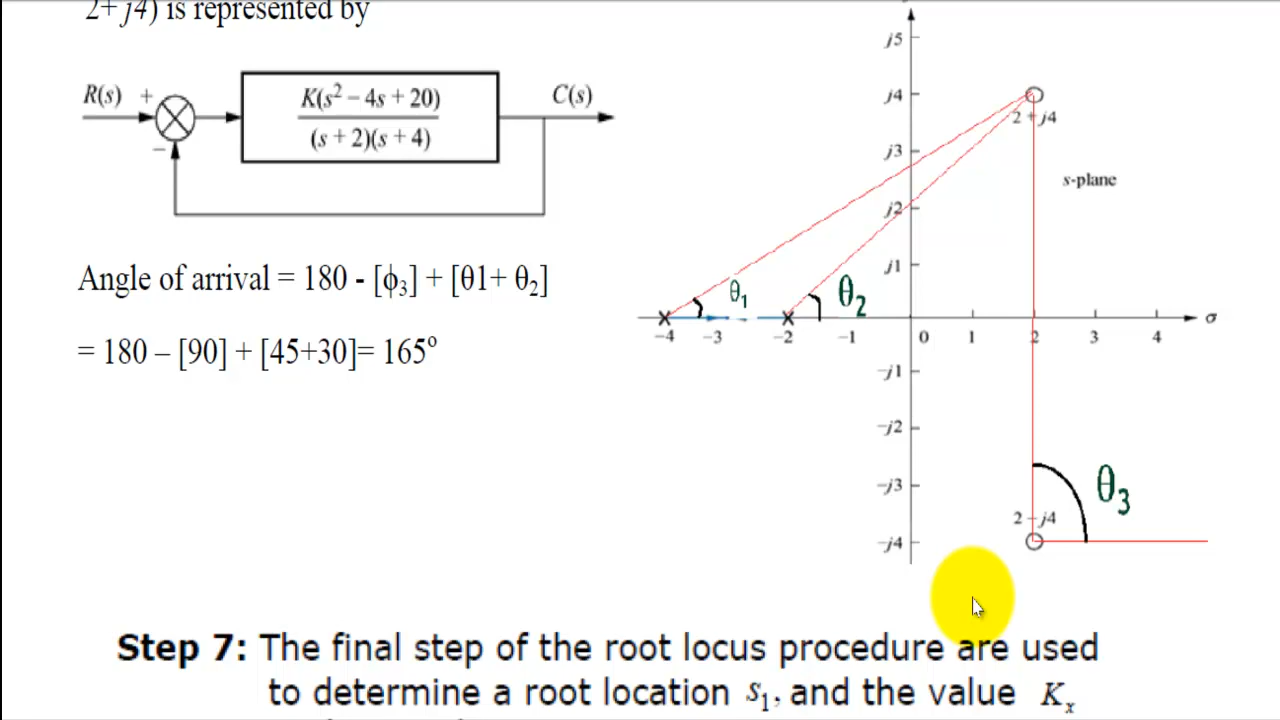 2+ j4) is represented by
R(s) + K(s² – 4s + 20) C(s)
(s + 2)(s + 4)
–
Angle of arrival = 180 - [ϕ₃] + [θ1+ θ₂]
= 180 – [90] + [45+30]= 165º
j5
j4
2 + j4
j3
s-plane
j2
j1
θ₁ θ₂
σ
–4 –3 –2 –1 0 1 2 3 4
–j1
–j2
–j3
θ₃
2 – j4
–j4
Step 7: The final step of the root locus procedure are used
to determine a root location s₁, and the value Kₓ